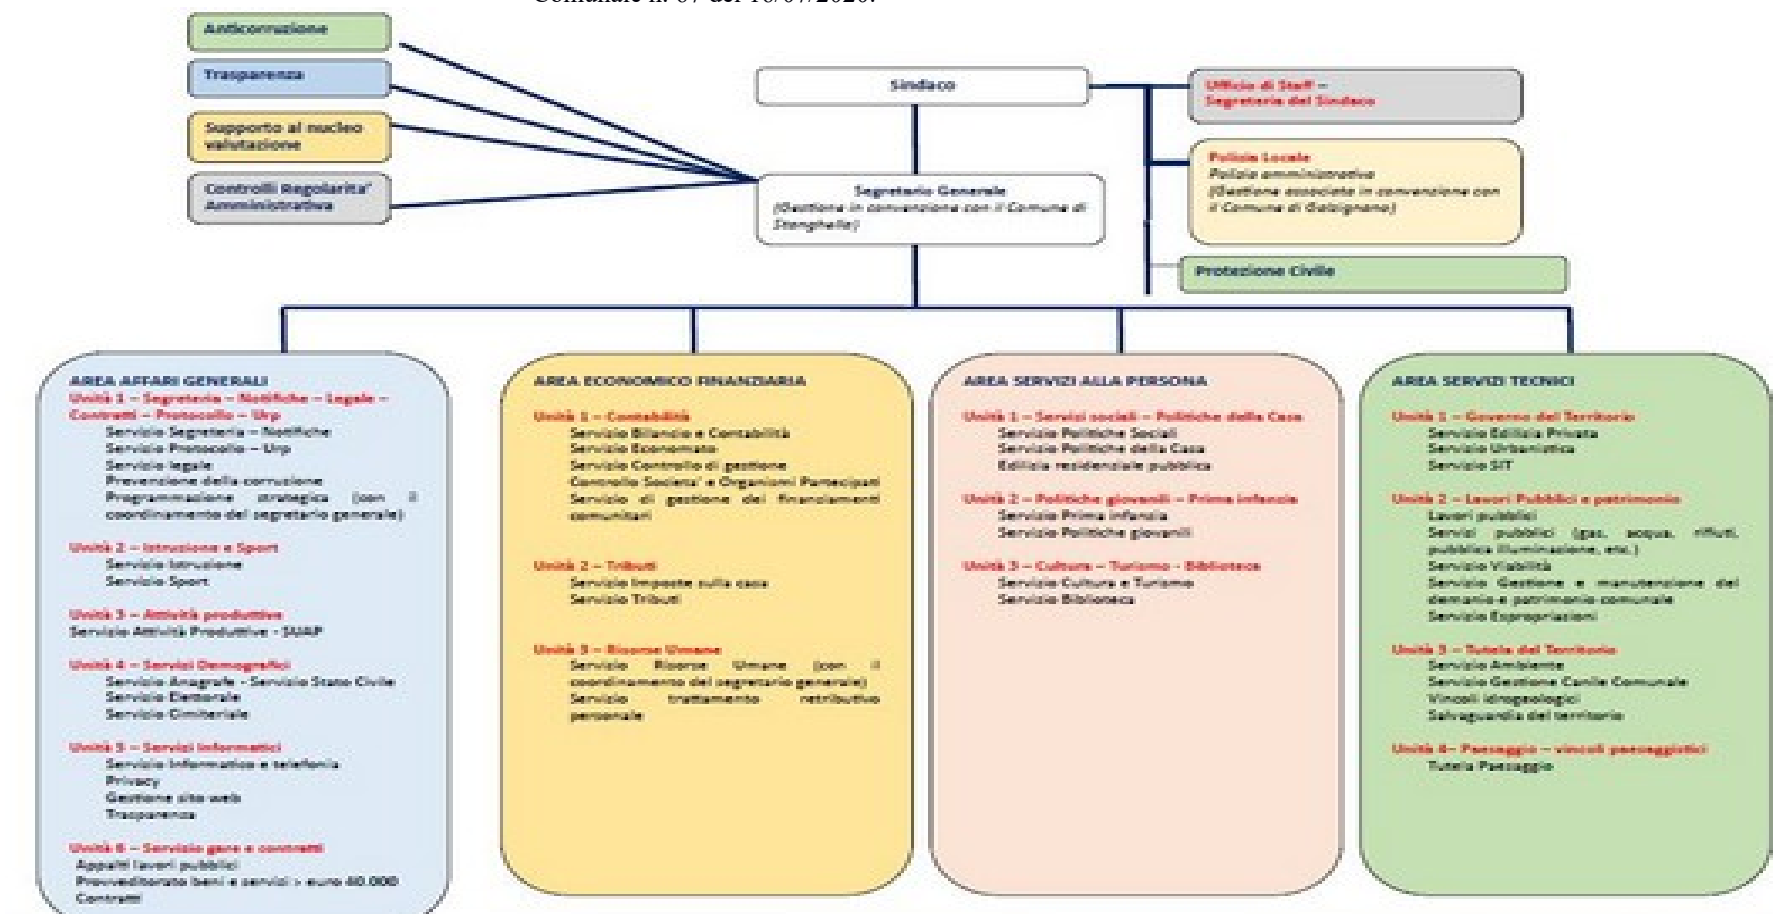 Anticorruzione
Trasparenza
Supporto al nucleo
valutazione
Controlli Regolarita'
Amministrativa
Sindaco
Segretario Generale
(Gestione in convenzione con il Comune di
Stanghella)
Ufficio di Staff –
Segreteria del Sindaco
Polizia Locale
Polizia amministrativa
(Gestione associata in convenzione con
il Comune di Galzignano)
Protezione Civile
AREA AFFARI GENERALI
Unità 1 – Segreteria – Notifiche – Legale –
Contratti – Protocollo – Urp
Servizio Segreteria – Notifiche
Servizio Protocollo – Urp
Servizio legale
Prevenzione della corruzione
Programmazione strategica (con il
coordinamento del segretario generale)
Unità 2 – Istruzione e Sport
Servizio Istruzione
Servizio Sport
Unità 3 – Attività produttive
Servizio Attività Produttive - SUAP
Unità 4 – Servizi Demografici
Servizio Anagrafe - Servizio Stato Civile
Servizio Elettorale
Servizio Cimiteriale
Unità 5 – Servizi Informatici
Servizio Informatico e telefonia
Privacy
Gestione sito web
Trasparenza
Unità 6 – Servizio gare e contratti
Appalti lavori pubblici
Provveditorato beni e servizi > euro 40.000
Contratti
AREA ECONOMICO FINANZIARIA
Unità 1 – Contabilità
Servizio Bilancio e Contabilità
Servizio Economato
Servizio Controllo di gestione
Controllo Societa' e Organismi Partecipati
Servizio di gestione dei finanziamenti
comunitari
Unità 2 – Tributi
Servizio Imposte sulla casa
Servizio Tributi
Unità 3 – Risorse Umane
Servizio Risorse Umane (con il
coordinamento del segretario generale)
Servizio trattamento retributivo
personale
AREA SERVIZI ALLA PERSONA
Unità 1 – Servizi sociali – Politiche della Casa
Servizio Politiche Sociali
Servizio Politiche della Casa
Edilizia residenziale pubblica
Unità 2 – Politiche giovanili – Prima infanzia
Servizio Prima infanzia
Servizio Politiche giovanili
Unità 3 – Cultura – Turismo - Biblioteca
Servizio Cultura e Turismo
Servizio Biblioteca
AREA SERVIZI TECNICI
Unità 1 – Governo del Territorio
Servizio Edilizia Privata
Servizio Urbanistica
Servizio SIT
Unità 2 – Lavori Pubblici e patrimonio
Lavori pubblici
Servizi pubblici (gas, acqua, rifiuti,
pubblica illuminazione, etc.)
Servizio Viabilità
Servizio Gestione e manutenzione del
demanio e patrimonio comunale
Servizio Espropriazioni
Unità 3 – Tutela del Territorio
Servizio Ambiente
Servizio Gestione Canile Comunale
Vincoli idrogeologici
Salvaguardia del territorio
Unità 4– Paesaggio – vincoli paesaggistici
Tutela Paesaggio